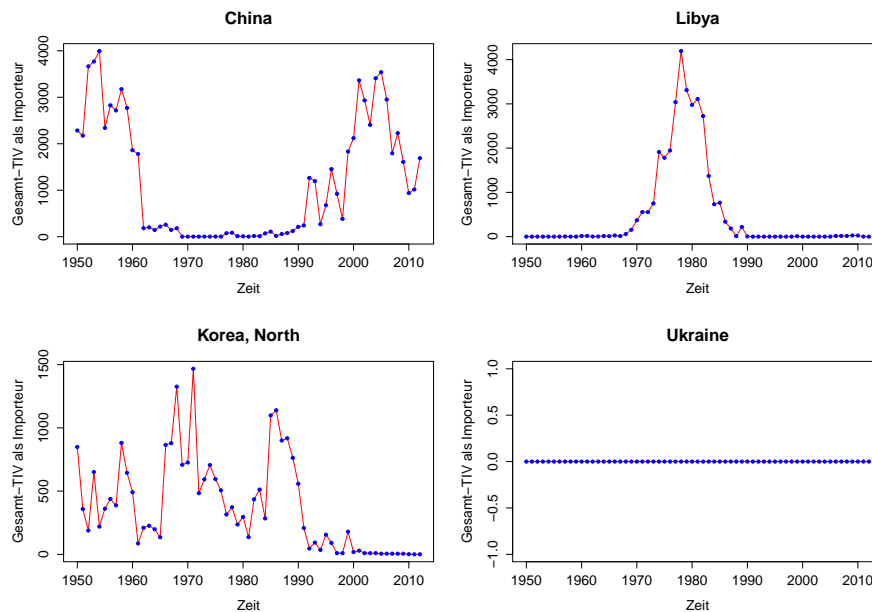 China
Gesamt−TIV als Importeur
4000
3000
2000
1000
0
1950 1960 1970 1980 1990 2000 2010
Zeit
Libya
Gesamt−TIV als Importeur
4000
3000
2000
1000
0
1950 1960 1970 1980 1990 2000 2010
Zeit
Korea, North
Gesamt−TIV als Importeur
1500
1000
500
0
1950 1960 1970 1980 1990 2000 2010
Zeit
Ukraine
Gesamt−TIV als Importeur
1.0
0.5
0.0
−0.5
−1.0
1950 1960 1970 1980 1990 2000 2010
Zeit